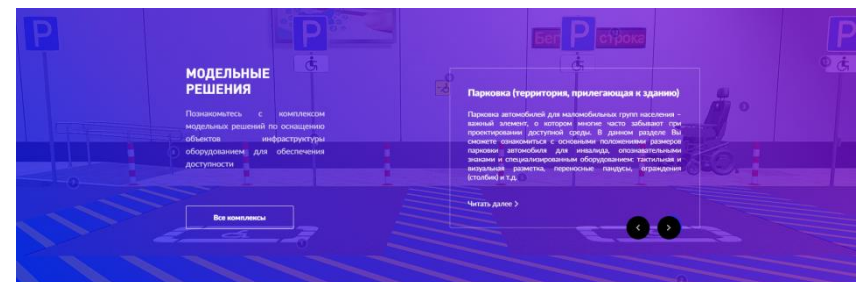 P
P
P
Бег
строка
МОДЕЛЬНЫЕ
РЕШЕНИЯ
Познакомьтесь с комплексом
модельных решений по оснащению
объектов инфраструктуры
оборудованием для обеспечения
доступности
Все комплексы
Парковка (территория, прилегающая к зданию)
Парковка автомобилей для маломобильных групп населения –
важный элемент, о котором многие часто забывают при
проектировании доступной среды. В данном разделе Вы
сможете ознакомиться с основными положениями размеров
парковки автомобиля для инвалида, опознавательными
знаками и специализированным оборудованием: тактильная и
визуальная разметка, переносные пандусы, ограждения
(столбик) и т.д.
Читать далее